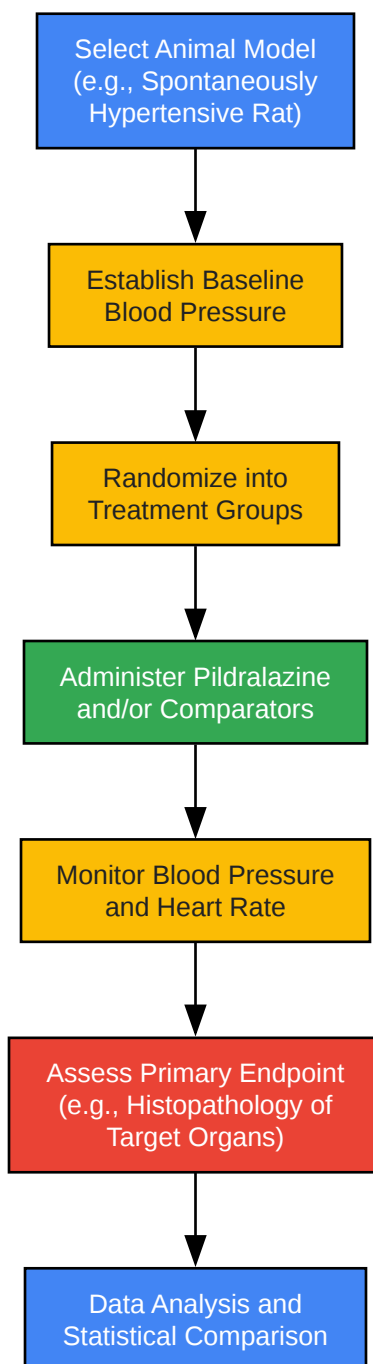 Select Animal Model
(e.g., Spontaneously
Hypertensive Rat)
Establish Baseline
Blood Pressure
Randomize into
Treatment Groups
Administer Pildralazine
and/or Comparators
Monitor Blood Pressure
and Heart Rate
Assess Primary Endpoint
(e.g., Histopathology of
Target Organs)
Data Analysis and
Statistical Comparison